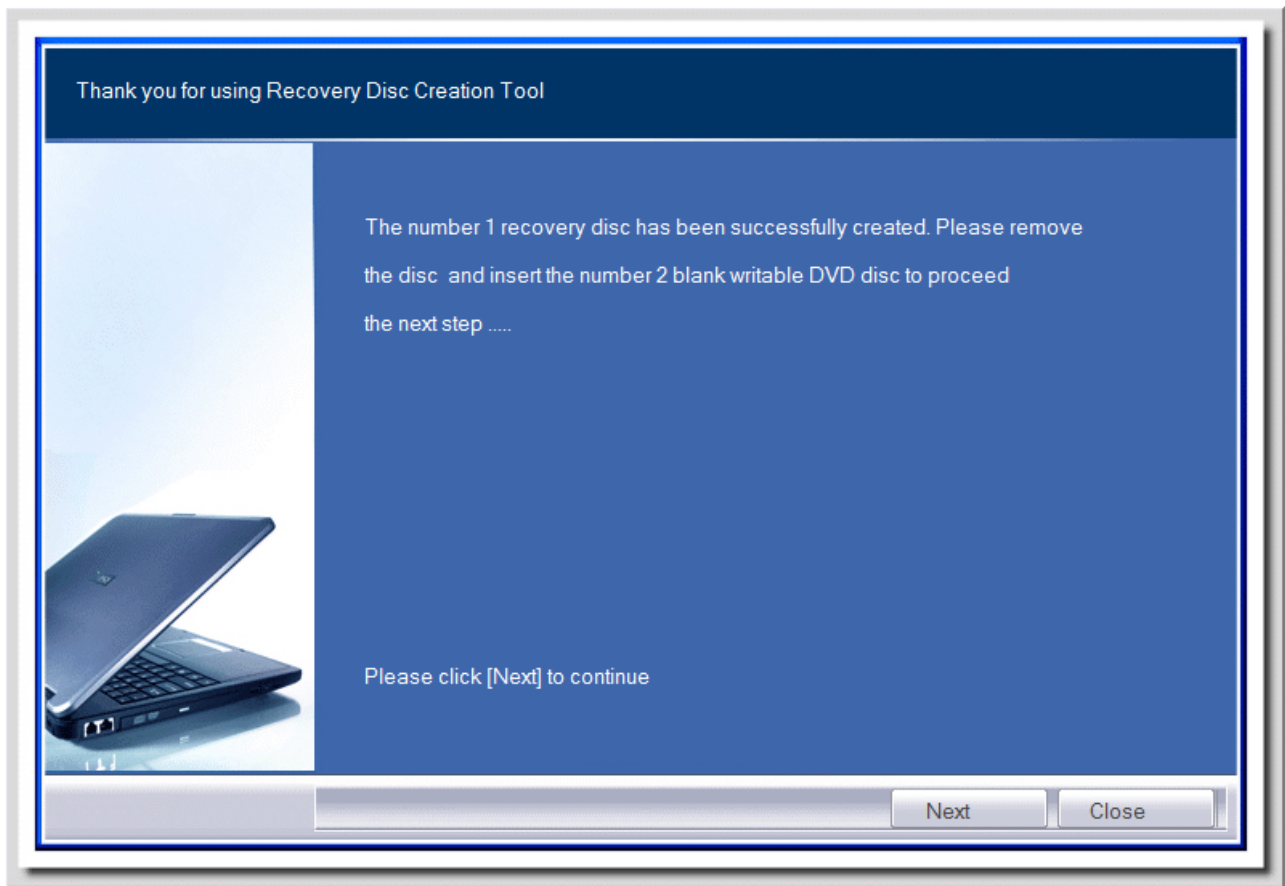 Thank you for using Recovery Disc Creation Tool
The number 1 recovery disc has been successfully created. Please remove
the disc  and insert the number 2 blank writable DVD disc to proceed
the next step .....
Please click [Next] to continue
Next
Close